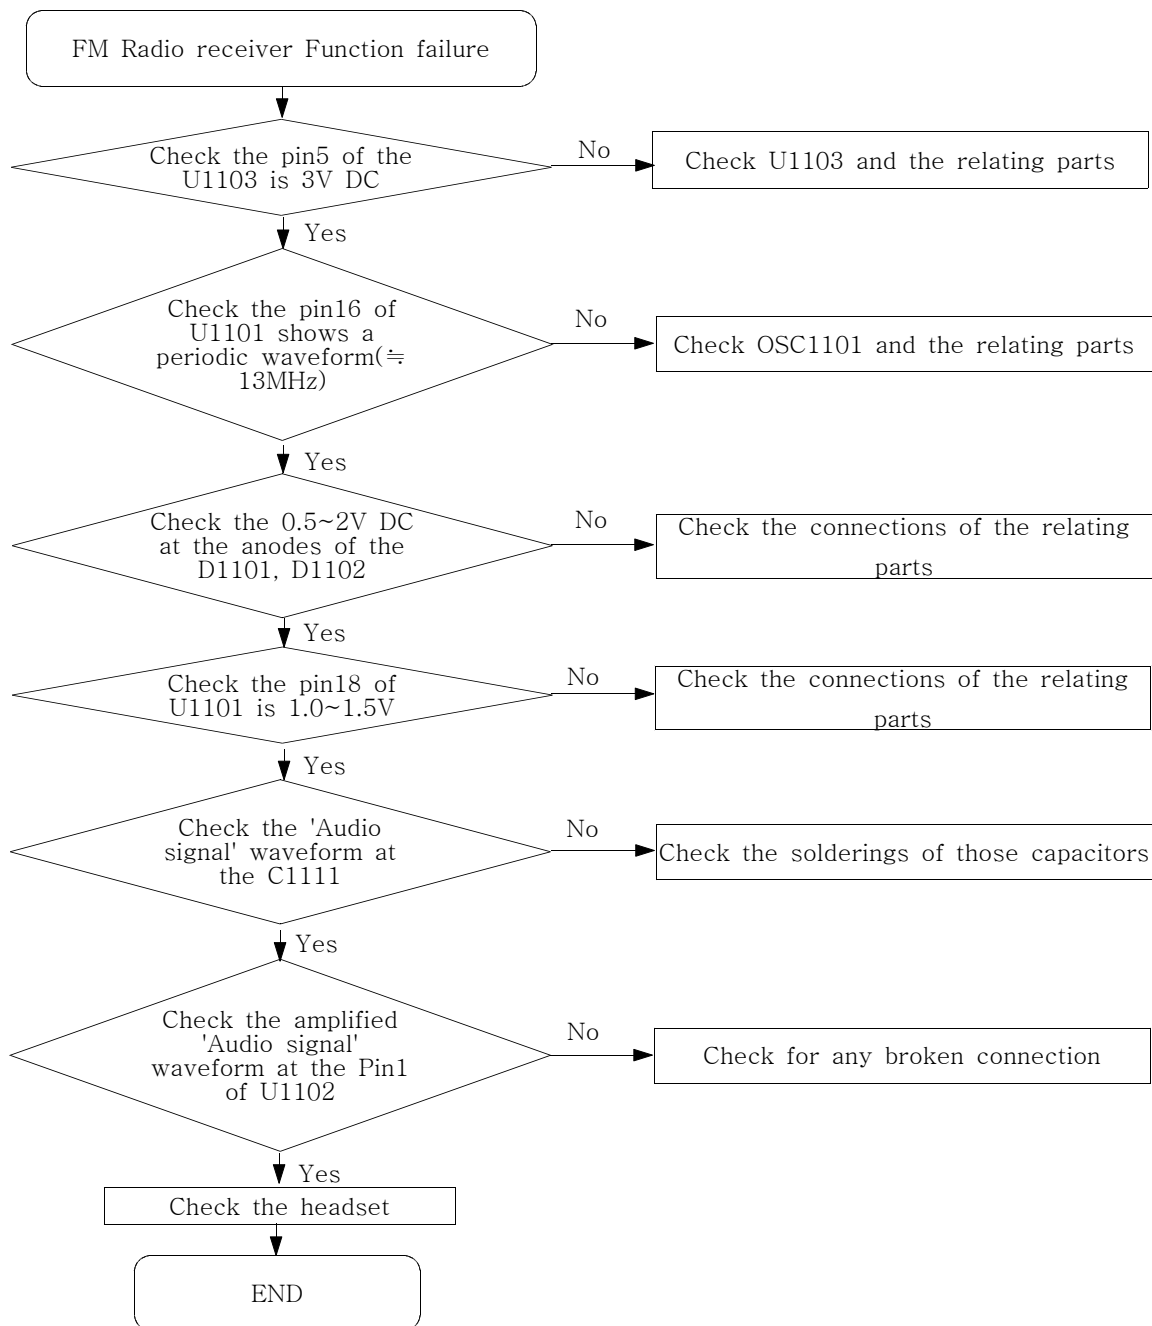 FM Radio receiver Function failure
Check the pin5 of the
U1103 is 3V DC
No
Check U1103 and the relating parts
Yes
Check the pin16 of
U1101 shows a
periodic waveform(≒
13MHz)
No
Check OSC1101 and the relating parts
Yes
Check the 0.5~2V DC
at the anodes of the
D1101, D1102
No
Check the connections of the relating
parts
Yes
Check the pin18 of
U1101 is 1.0~1.5V
No
Check the connections of the relating
parts
Yes
Check the 'Audio
signal' waveform at
the C1111
No
Check the solderings of those capacitors
Yes
Check the amplified
'Audio signal'
waveform at the Pin1
of U1102
No
Check for any broken connection
Yes
Check the headset
END